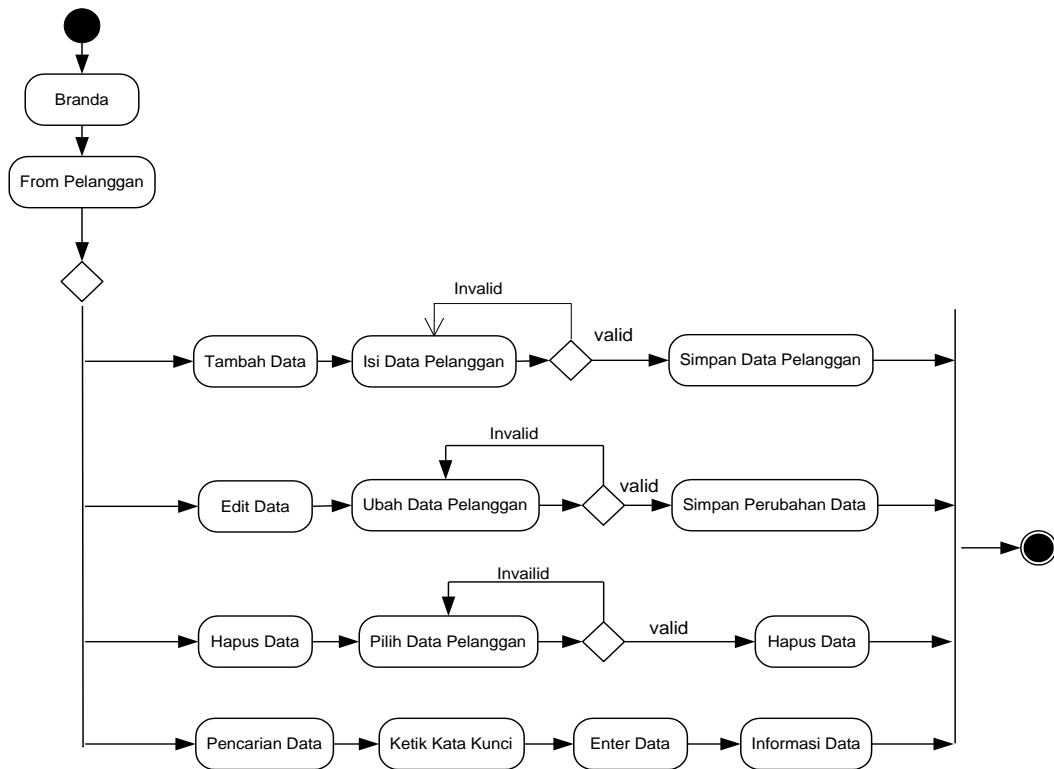 Branda
From Pelanggan
Invalid
valid
Tambah Data
Isi Data Pelanggan
Simpan Data Pelanggan
Invalid
valid
Edit Data
Ubah Data Pelanggan
Simpan Perubahan Data
Invailid
valid
Hapus Data
Pilih Data Pelanggan
Hapus Data
Pencarian Data
Ketik Kata Kunci
Enter Data
Informasi Data